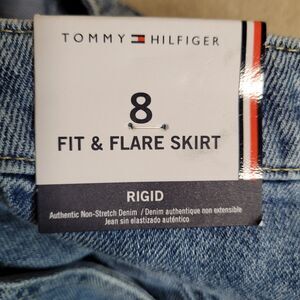 TOMMY HILFIGER
8
FIT & FLARE SKIRT
RIGID
Authentic Non-Stretch Denim / Denim authentique non extensible
Jean sin elastizado auténtico